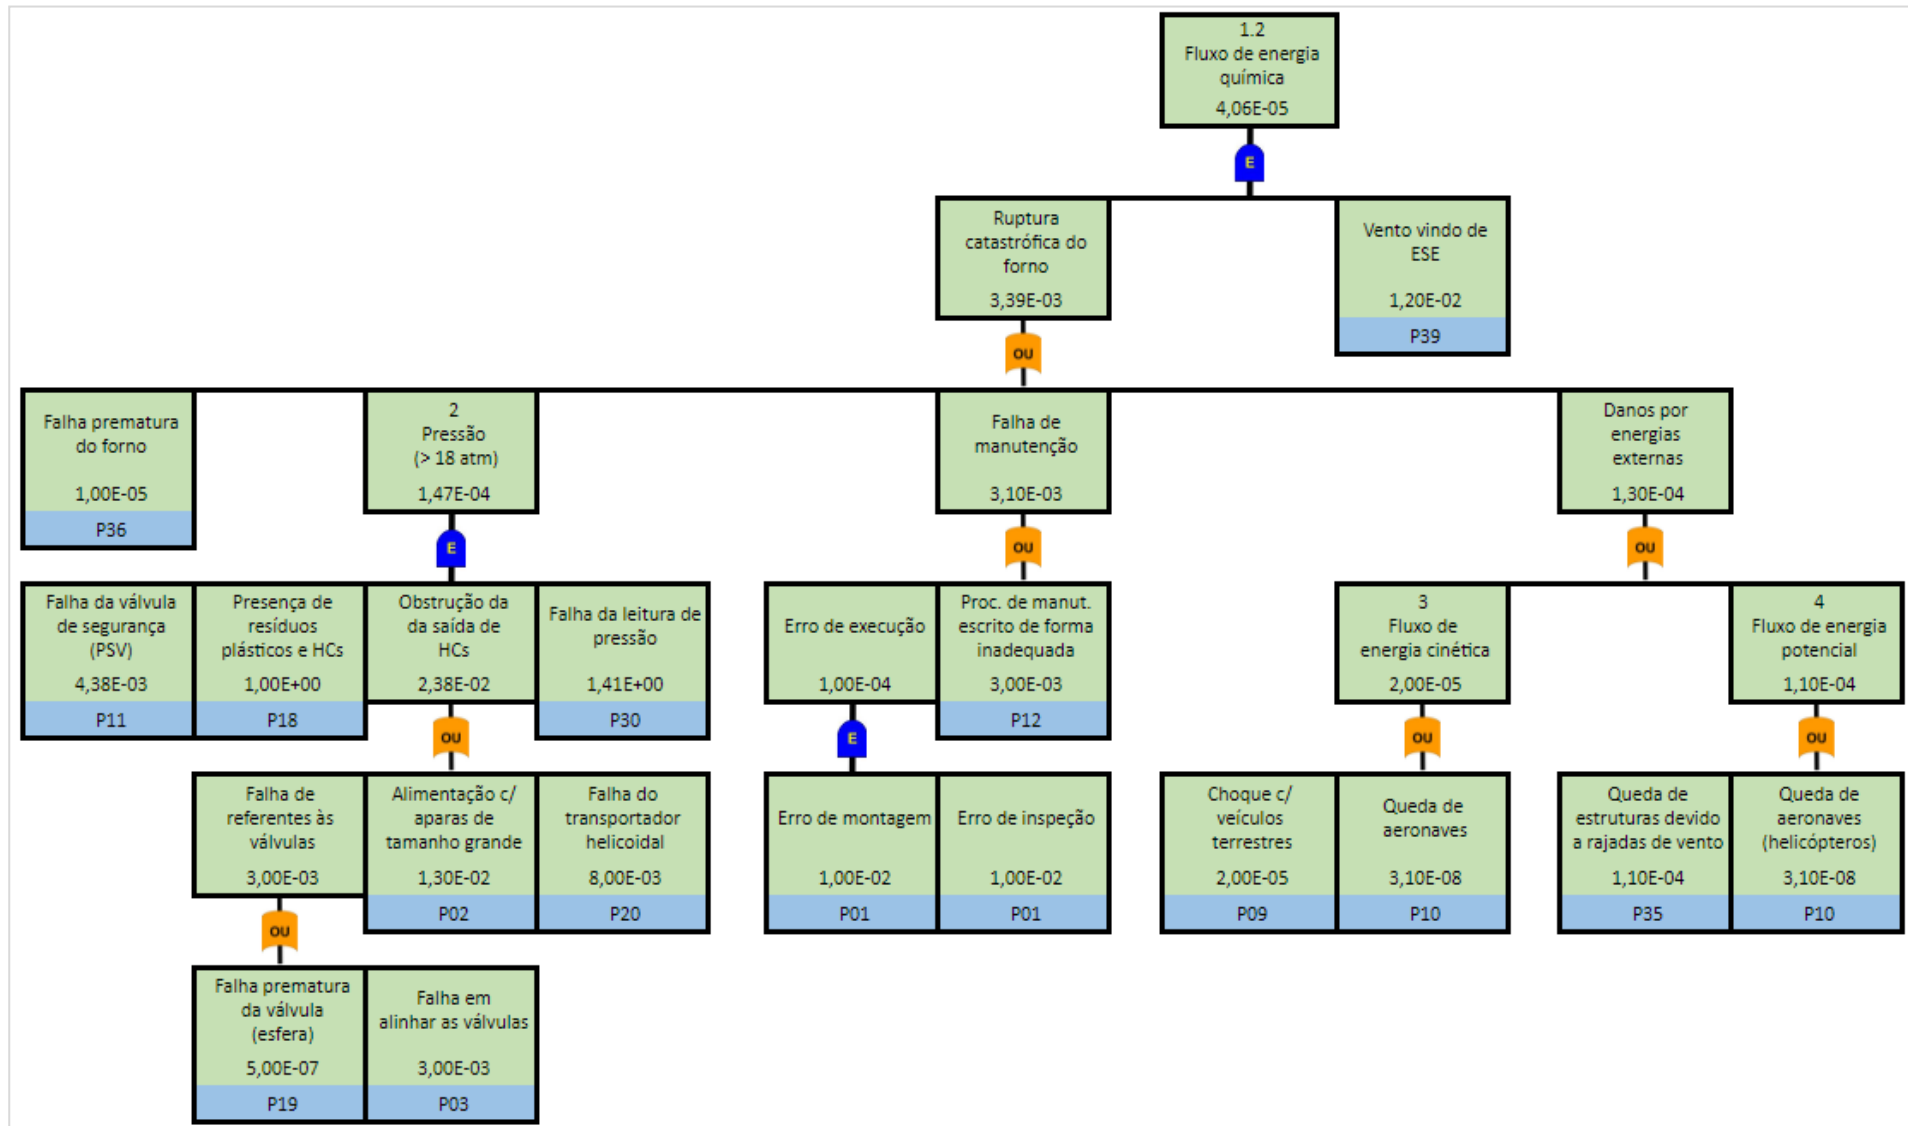 1.2
Fluxo de energia
química
4,06E-05
E
Ruptura
catastrófica do
forno
3,39E-03
Vento vindo de
ESE
1,20E-02
P39
OU
Falha prematura
do forno
1,00E-05
P36
2
Pressão
(> 18 atm)
1,47E-04
Falha de
manutenção
3,10E-03
Danos por
energias
externas
1,30E-04
E
OU
OU
Falha da válvula
de segurança
(PSV)
4,38E-03
P11
Presença de
resíduos
plásticos e HCs
1,00E+00
P18
Obstrução da
da saída de
HCs
2,38E-02
Falha da leitura de
pressão
1,41E+00
P30
Erro de execução
1,00E-04
Proc. de manut.
escrito de forma
inadequada
3,00E-03
P12
3
Fluxo de
energia cinética
2,00E-05
4
Fluxo de energia
potencial
1,10E-04
OU
E
OU
OU
Falha de
referentes às
válvulas
3,00E-03
Alimentação c/
aparas de
tamanho grande
1,30E-02
P02
Falha do
transportador
helicoidal
8,00E-03
P20
Erro de montagem
1,00E-02
P01
Erro de inspeção
1,00E-02
P01
Choque c/
veículos
terrestres
2,00E-05
P09
Queda de
aeronaves
3,10E-08
P10
Queda de
estruturas devido
a rajadas de vento
1,10E-04
P35
Queda de
aeronaves
(helicópteros)
3,10E-08
P10
OU
Falha prematura
da válvula
(esfera)
5,00E-07
P19
Falha em
alinhar as válvulas
3,00E-03
P03